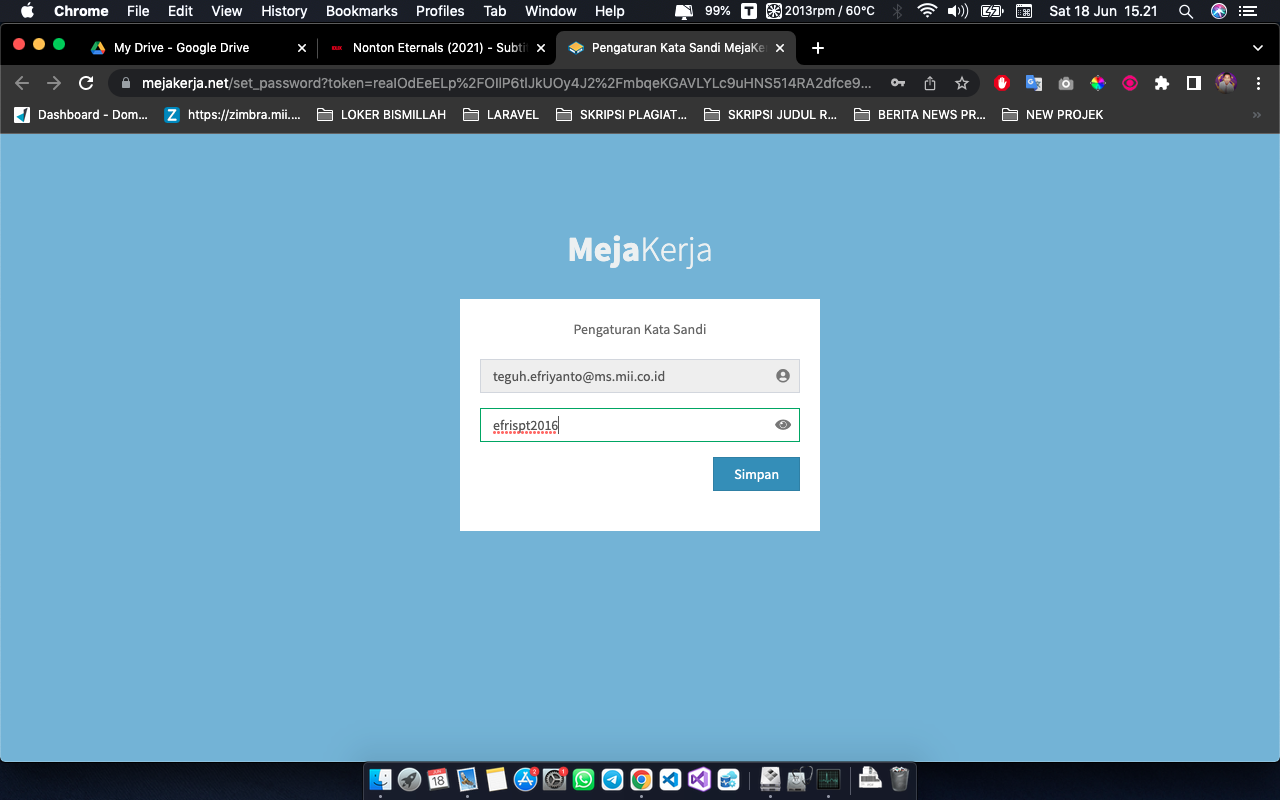 Chrome File Edit View History Bookmarks Profiles Tab Window Help 99% T 2013rpm / 60°C Sat 18 Jun 15.21
My Drive - Google Drive Nonton Eternals (2021) - Subti Pengaturan Kata Sandi MejaKe
mejakerja.net/set_password?token=realOdEeELp%2FOIlP6tlJkUOy4J2%2FmbqeKGAVLYLc9uHNS514RA2dfce9...
Dashboard - Dom... Z https://zimbra.mii.... LOKER BISMILLAH LARAVEL SKRIPSI PLAGIAT... SKRIPSI JUDUL R... BERITA NEWS PR... NEW PROJEK
MejaKerja
Pengaturan Kata Sandi
teguh.efriyanto@ms.mii.co.id
efrispt2016
Simpan
18